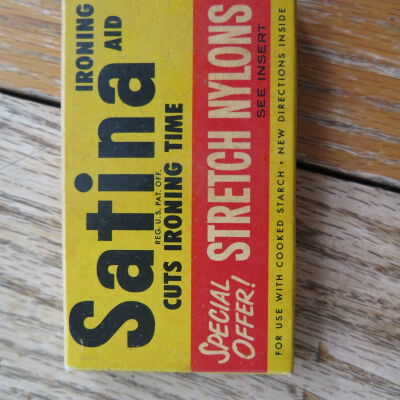 IRONING
AID
Satina
REG. U.S. PAT. OFF.
CUTS IRONING TIME
SPECIAL
OFFER!
STRETCH NYLONS
SEE INSERT
FOR USE WITH COOKED STARCH • NEW DIRECTIONS INSIDE